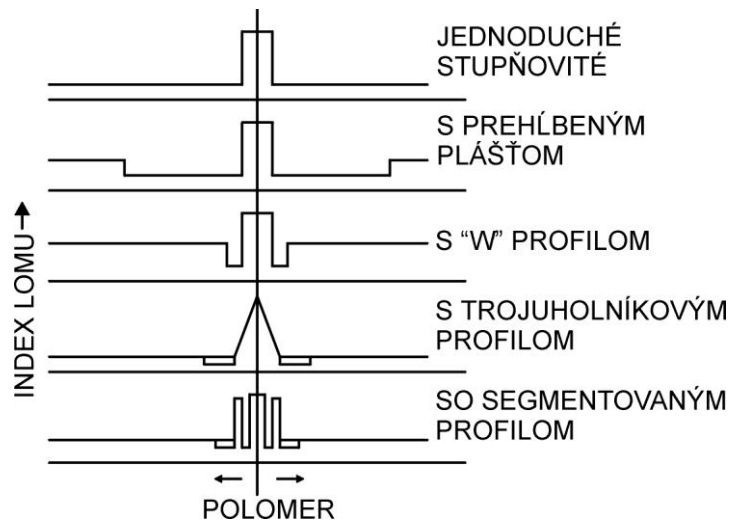 JEDNODUCHÉ
STUPŇOVITÉ
S PREHĹBENÝM
PLÁŠŤOM
S “W” PROFILOM
S TROJUHOLNÍKOVÝM
PROFILOM
SO SEGMENTOVANÝM
PROFILOM
INDEX LOMU
POLOMER